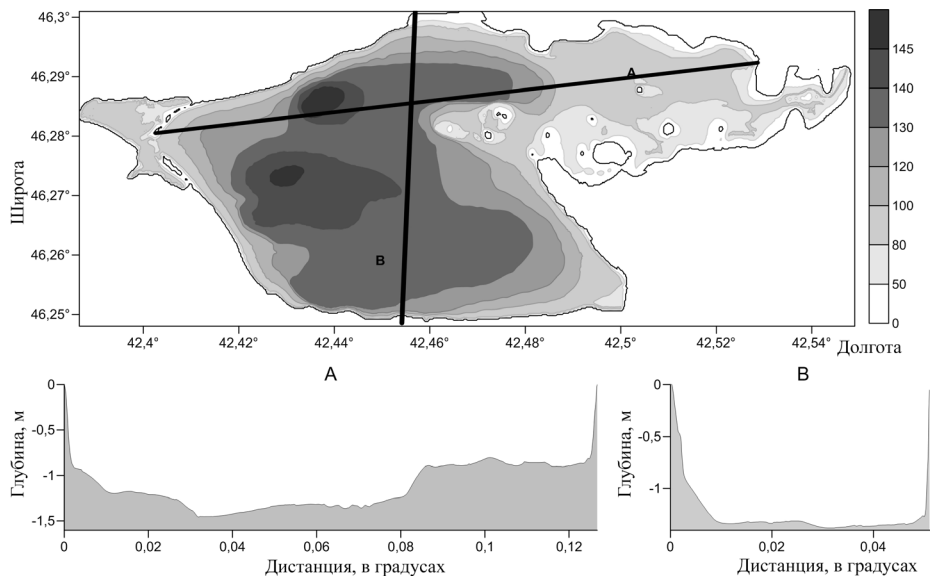 46,3°
46,29°
46,28°
46,27°
46,26°
46,25°
Широта
A
B
42,4° 42,42° 42,44° 42,46° 42,48° 42,5° 42,52° 42,54°
Долгота
145
140
130
120
100
80
50
0
A
0
-0,5
-1
-1,5
Глубина, м
0 0,02 0,04 0,06 0,08 0,1 0,12
Дистанция, в градусах
B
0
-0,5
-1
Глубина, м
0 0,02 0,04
Дистанция, в градусах